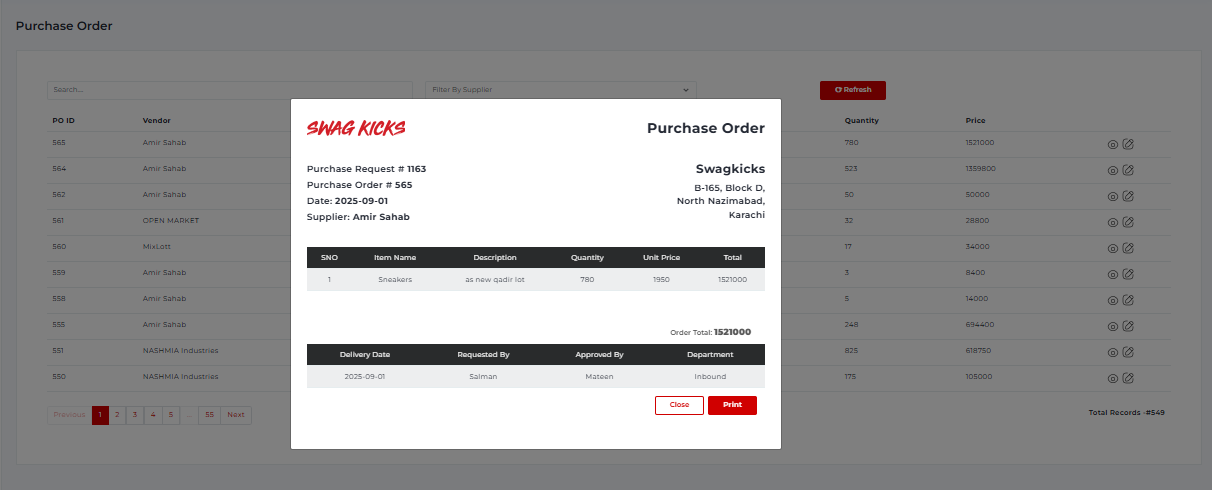 Purchase Order
Search...
Filter By Supplier
Refresh
PO ID Vendor Quantity Price
565 Amir Sahab 780 1521000
564 Amir Sahab 523 1359800
562 Amir Sahab 50 50000
561 OPEN MARKET 32 28800
560 MixLott 17 34000
559 Amir Sahab 3 8400
558 Amir Sahab 5 14000
555 Amir Sahab 248 694400
551 NASHMIA Industries 825 618750
550 NASHMIA Industries 175 105000
Previous 1 2 3 4 5 ... 55 Next
Total Records -#549
SWAG KICKS
Purchase Order
Purchase Request # 1163
Purchase Order # 565
Date: 2025-09-01
Supplier: Amir Sahab
Swagkicks
B-165, Block D,
North Nazimabad,
Karachi
SNO Item Name Description Quantity Unit Price Total
1 Sneakers as new qadir lot 780 1950 1521000
Order Total: 1521000
Delivery Date Requested By Approved By Department
2025-09-01 Salman Mateen Inbound
Close
Print